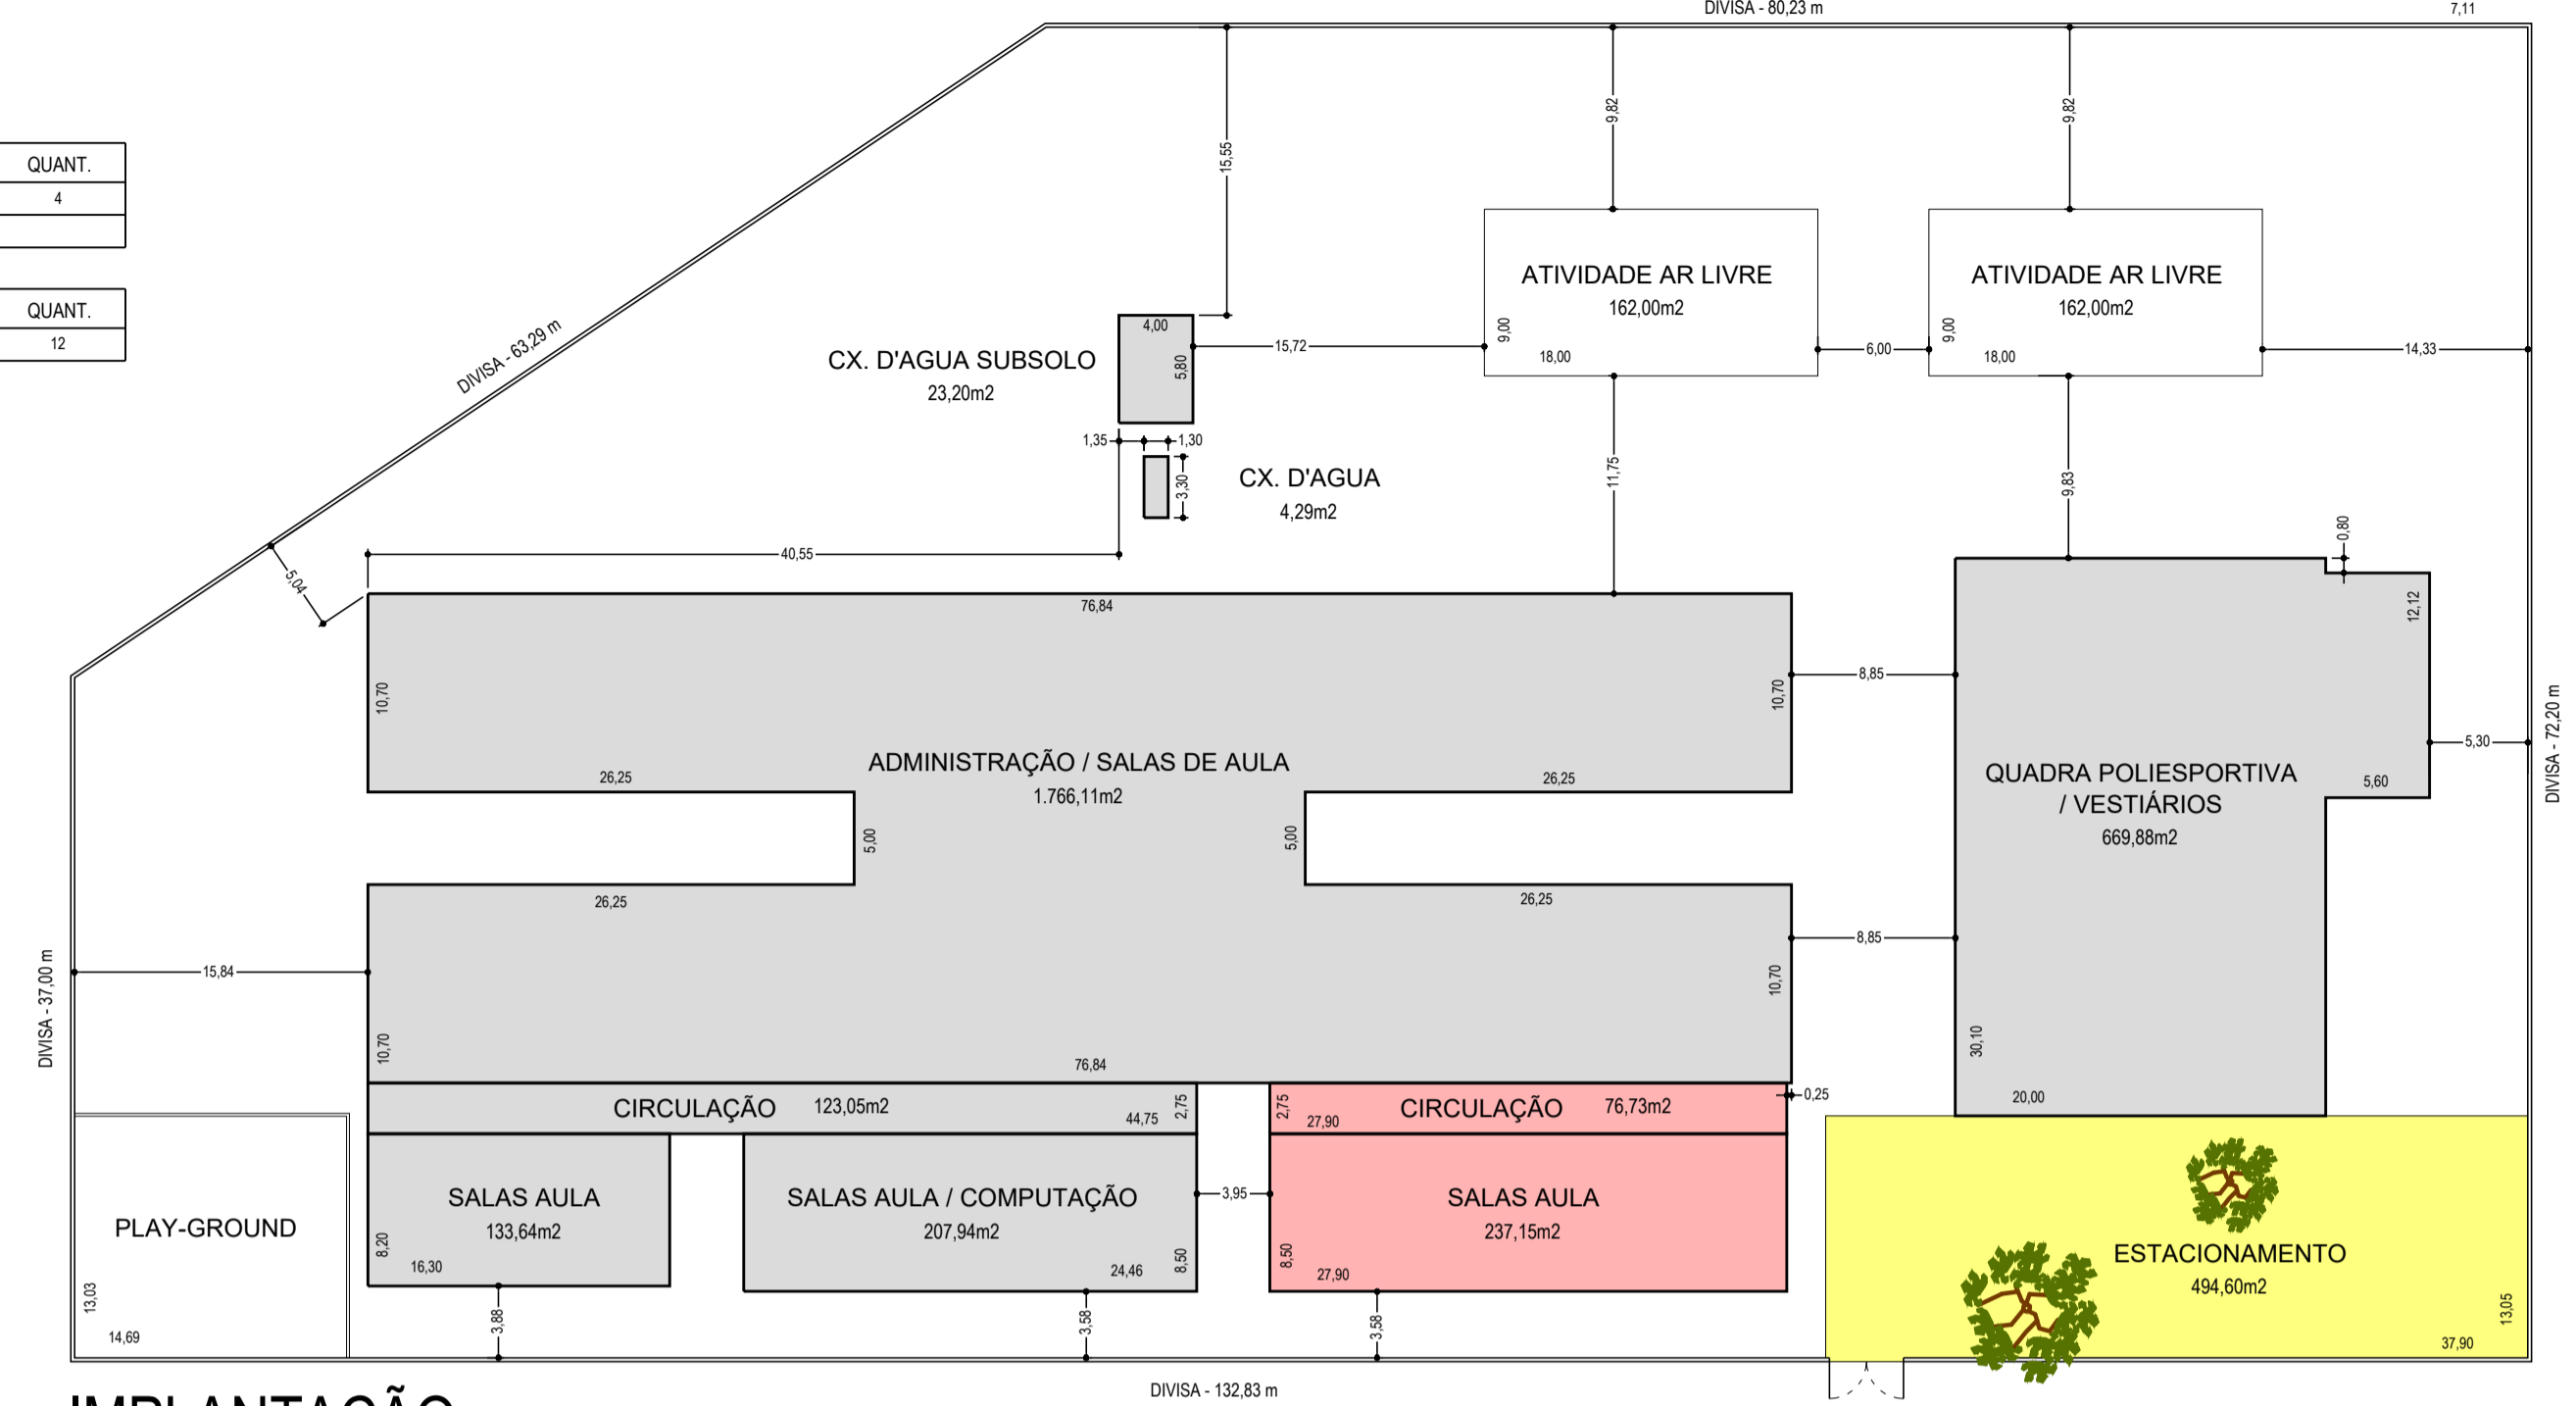 DIVISA - 80,23 m
7,11
QUANT.
4
QUANT.
12
DIVISA - 63,29 m
15,55
9,82
9,82
ATIVIDADE AR LIVRE
162,00m2
9,00
18,00
ATIVIDADE AR LIVRE
162,00m2
9,00
18,00
4,00
5,80
CX. D'AGUA SUBSOLO
23,20m2
15,72
6,00
14,33
1,35
1,30
3,30
CX. D'AGUA
4,29m2
11,75
9,83
0,80
40,55
5,04
76,84
10,70
10,70
8,85
12,12
DIVISA - 72,20 m
5,30
ADMINISTRAÇÃO / SALAS DE AULA
1.766,11m2
26,25
26,25
5,00
5,00
QUADRA POLIESPORTIVA
/ VESTIÁRIOS
669,88m2
5,60
26,25
26,25
8,85
15,84
DIVISA - 37,00 m
10,70
10,70
30,10
76,84
20,00
CIRCULAÇÃO 123,05m2
44,75
2,75
2,75
CIRCULAÇÃO 76,73m2
27,90
0,25
PLAY-GROUND
13,03
14,69
SALAS AULA
133,64m2
8,20
16,30
SALAS AULA / COMPUTAÇÃO
207,94m2
24,46
8,50
3,95
SALAS AULA
237,15m2
8,50
27,90
ESTACIONAMENTO
494,60m2
13,05
37,90
3,88
3,58
3,58
DIVISA - 132,83 m
IMPLANTAÇÃO